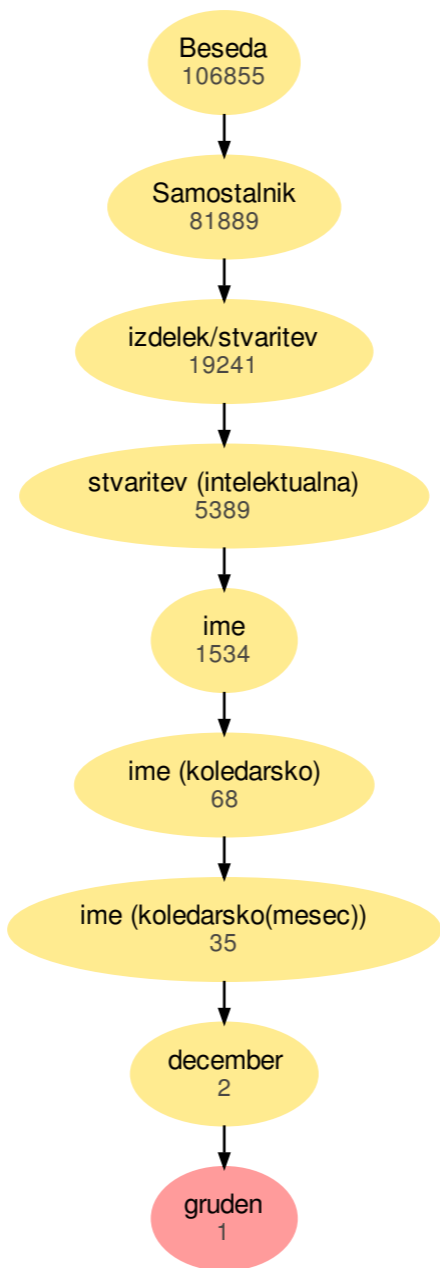 Beseda
106855
Samostalnik
81889
izdelek/stvaritev
19241
stvaritev (intelektualna)
5389
ime
1534
ime (koledarsko)
68
ime (koledarsko(mesec))
35
december
2
gruden
1